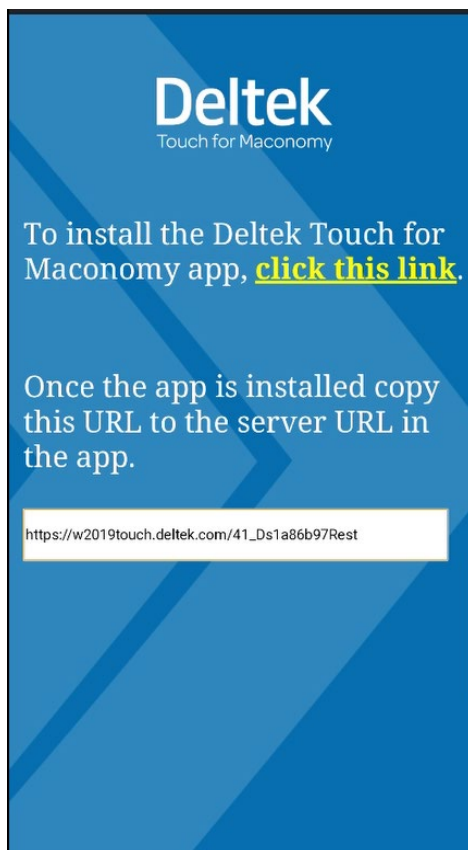 Deltek
Touch for Maconomy
To install the Deltek Touch for
Maconomy app, click this link.
Once the app is installed copy
this URL to the server URL in
the app.
https://w2019touch.deltek.com/41_Ds1a86b97Rest